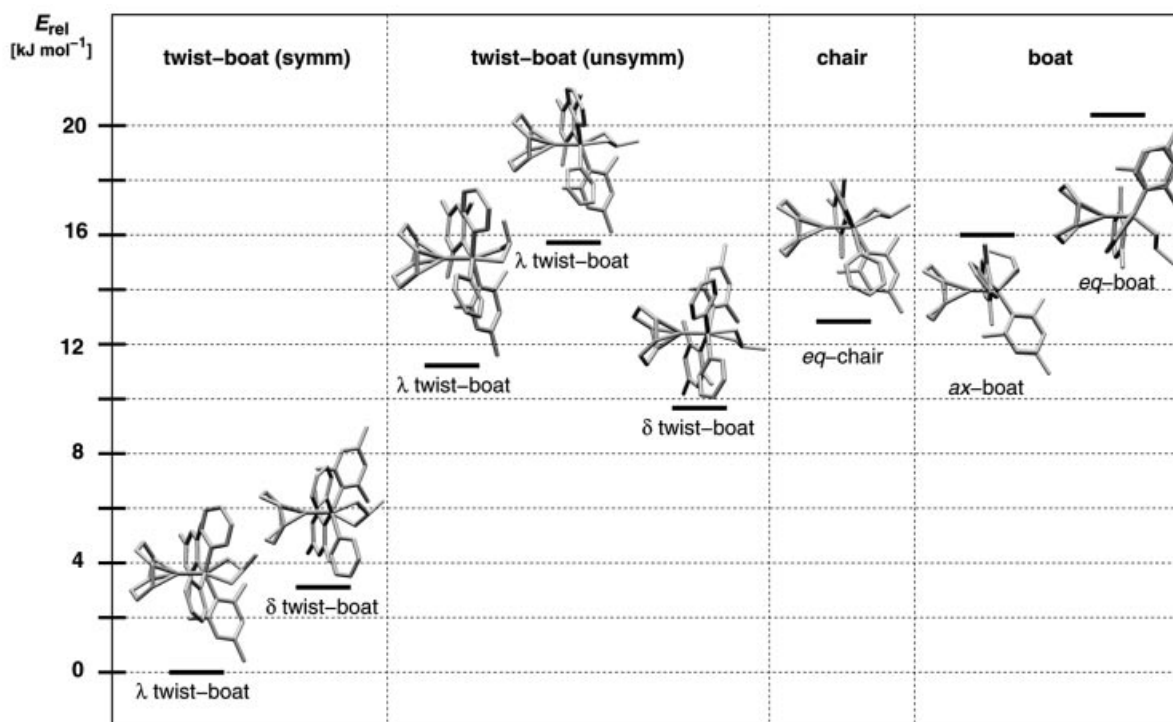 E_rel
[kJ mol⁻¹]
twist–boat (symm)
twist–boat (unsymm)
chair
boat
20
16
12
8
4
0
λ twist–boat
δ twist–boat
λ twist–boat
λ twist–boat
δ twist–boat
eq–chair
ax–boat
eq–boat